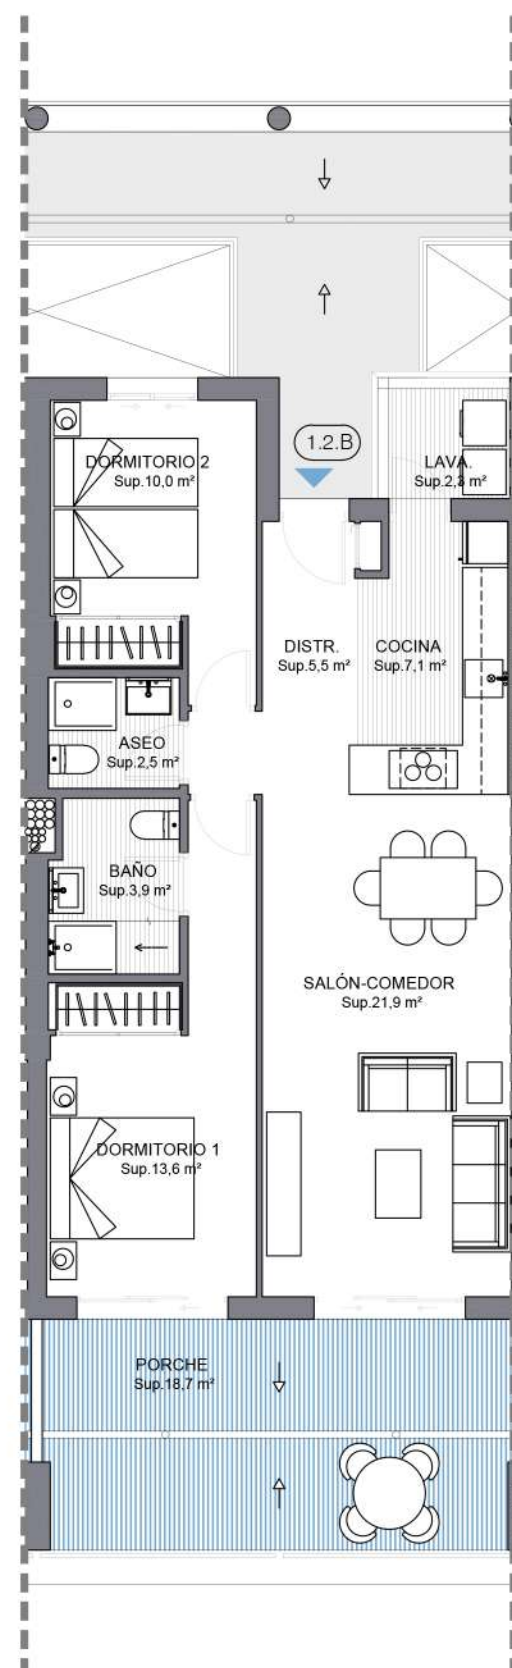 1.2.B
DORMITORIO 2
Sup.10,0 m²
LAVA.
Sup.2,3 m²
DISTR.
Sup.5,5 m²
COCINA
Sup.7,1 m²
ASEO
Sup.2,5 m²
BAÑO
Sup.3,9 m²
SALÓN-COMEDOR
Sup.21,9 m²
DORMITORIO 1
Sup.13,6 m²
PORCHE
Sup.18,7 m²